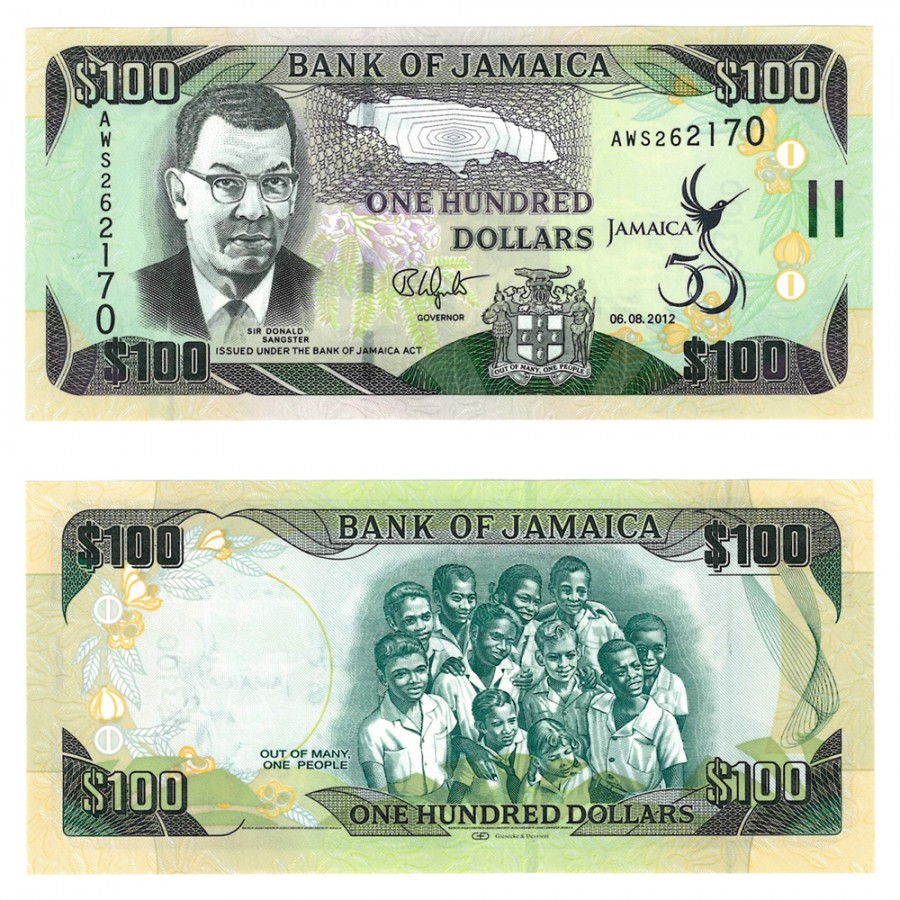 BANK OF JAMAICA
$100
$100
AWS262170
AWS262170
ONE HUNDRED
DOLLARS
JAMAICA
50
GOVERNOR
06.08.2012
SIR DONALD
SANGSTER
ISSUED UNDER THE BANK OF JAMAICA ACT
OUT OF MANY, ONE PEOPLE
$100
$100
BANK OF JAMAICA
$100
$100
OUT OF MANY,
ONE PEOPLE
$100
$100
ONE HUNDRED DOLLARS
Giesecke & Devrient